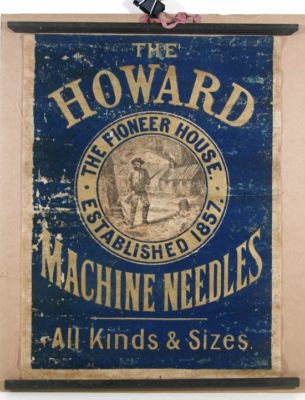 THE
HOWARD
THE PIONEER HOUSE.
ESTABLISHED 1857.
MACHINE NEEDLES
All Kinds & Sizes.